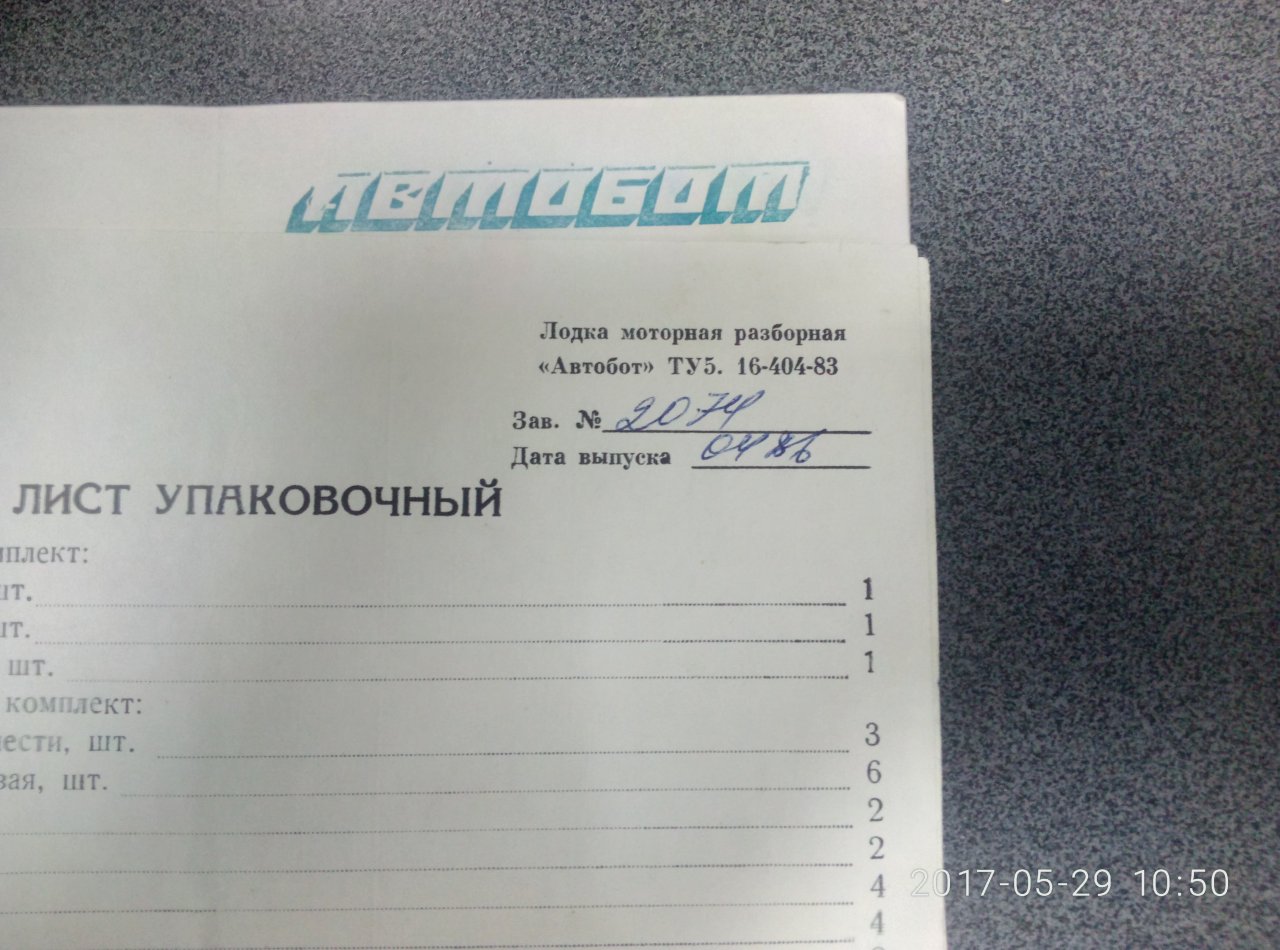 АВТОБОТ
Лодка моторная разборная
«Автобот» ТУ5. 16-404-83
Зав. № 2074
Дата выпуска 04 86
ЛИСТ УПАКОВОЧНЫЙ
мплект:
шт. 1
шт. 1
шт. 1
комплект:
шт. 3
вая, шт. 6
2
2
4
4
2017-05-29 10:50